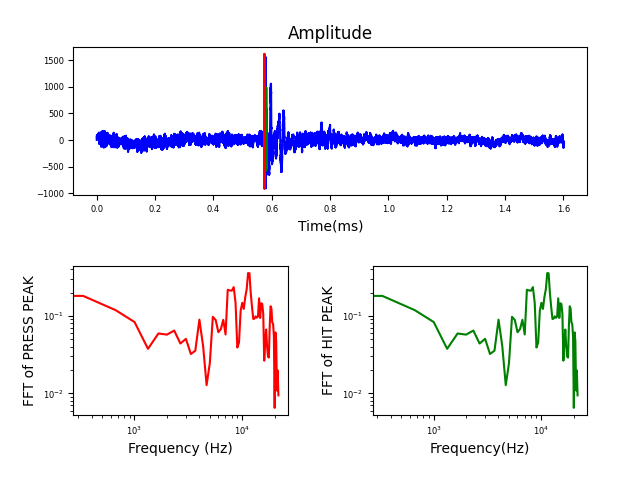 Amplitude
1500
1000
500
0
−500
−1000
0.0 0.2 0.4 0.6 0.8 1.0 1.2 1.4 1.6
Time(ms)
FFT of PRESS PEAK
10⁻¹
10⁻²
10³ 10⁴
Frequency (Hz)
FFT of HIT PEAK
10⁻¹
10⁻²
10³ 10⁴
Frequency(Hz)